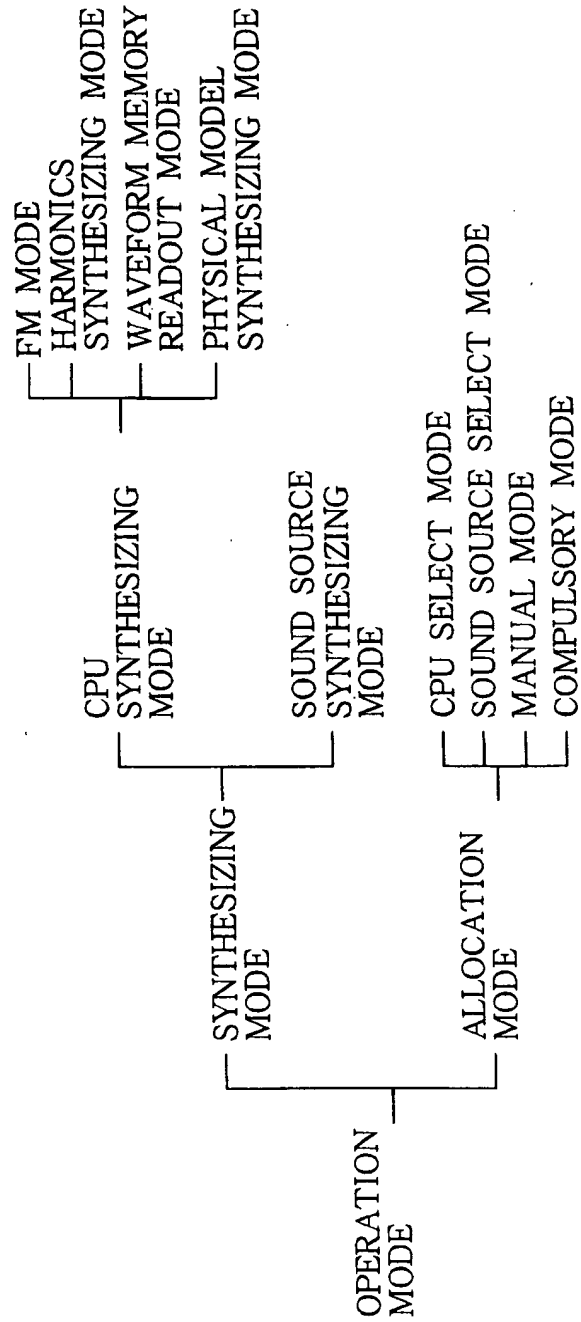 OPERATION
MODE
SYNTHESIZING
MODE
CPU
SYNTHESIZING
MODE
FM MODE
HARMONICS
SYNTHESIZING MODE
WAVEFORM MEMORY
READOUT MODE
PHYSICAL MODEL
SYNTHESIZING MODE
SOUND SOURCE
SYNTHESIZING
MODE
ALLOCATION
MODE
CPU SELECT MODE
SOUND SOURCE SELECT MODE
MANUAL MODE
COMPULSORY MODE